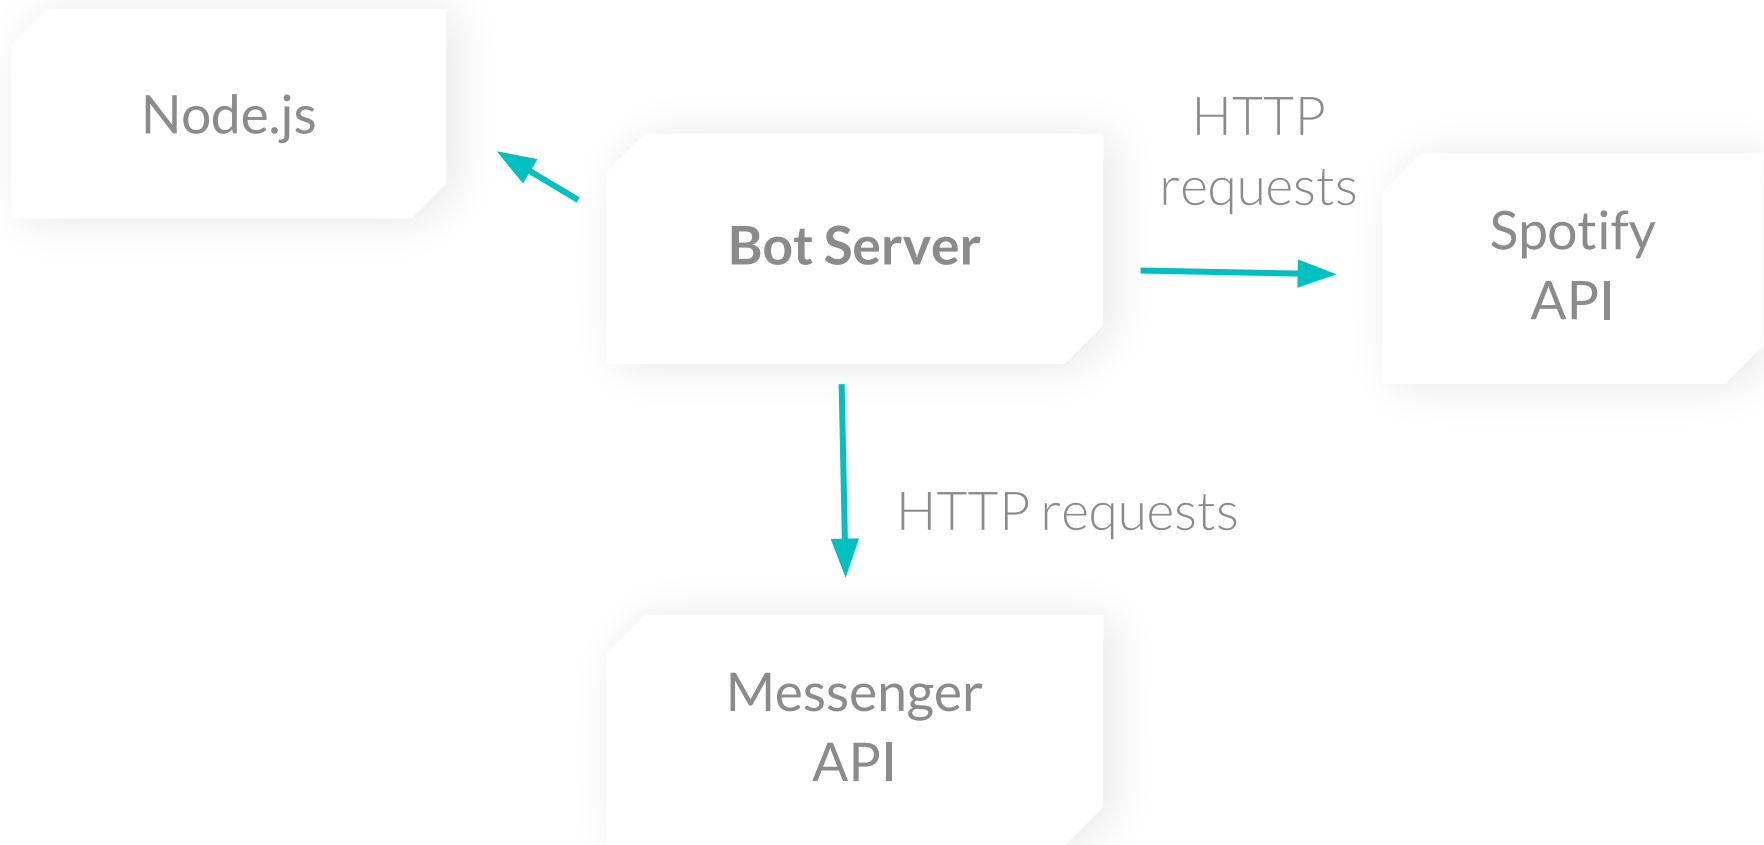 Node.js
HTTP
requests
Bot Server
Spotify
API
HTTP requests
Messenger
API